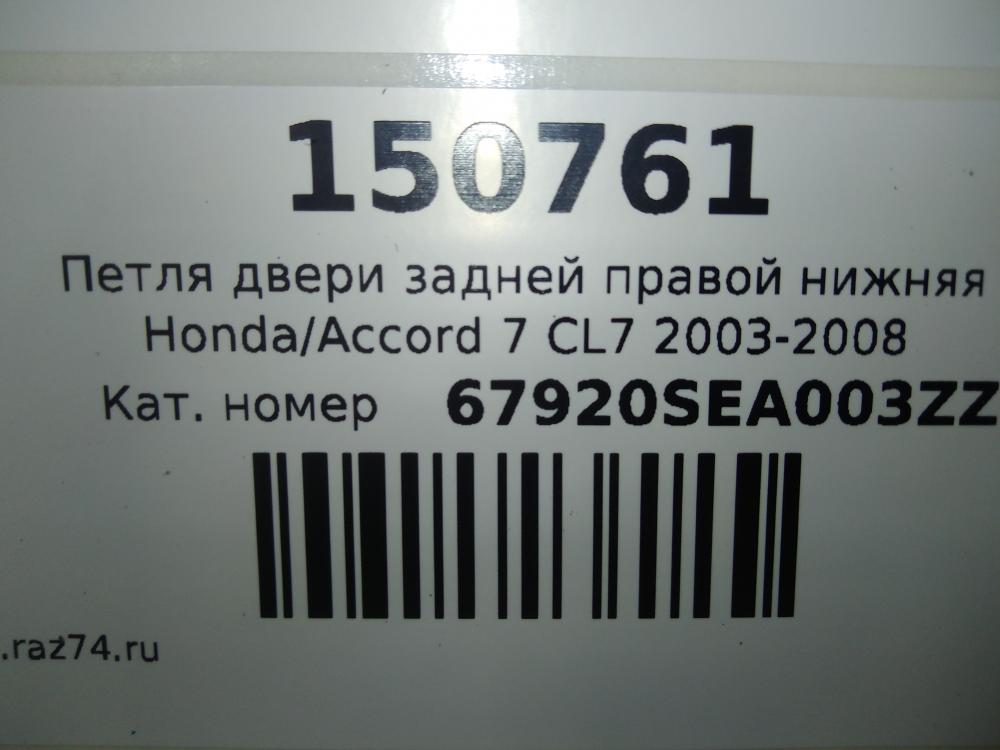 150761
Петля двери задней правой нижняя
Honda/Accord 7 CL7 2003-2008
Кат. номер 67920SEA003ZZ
.raz74.ru